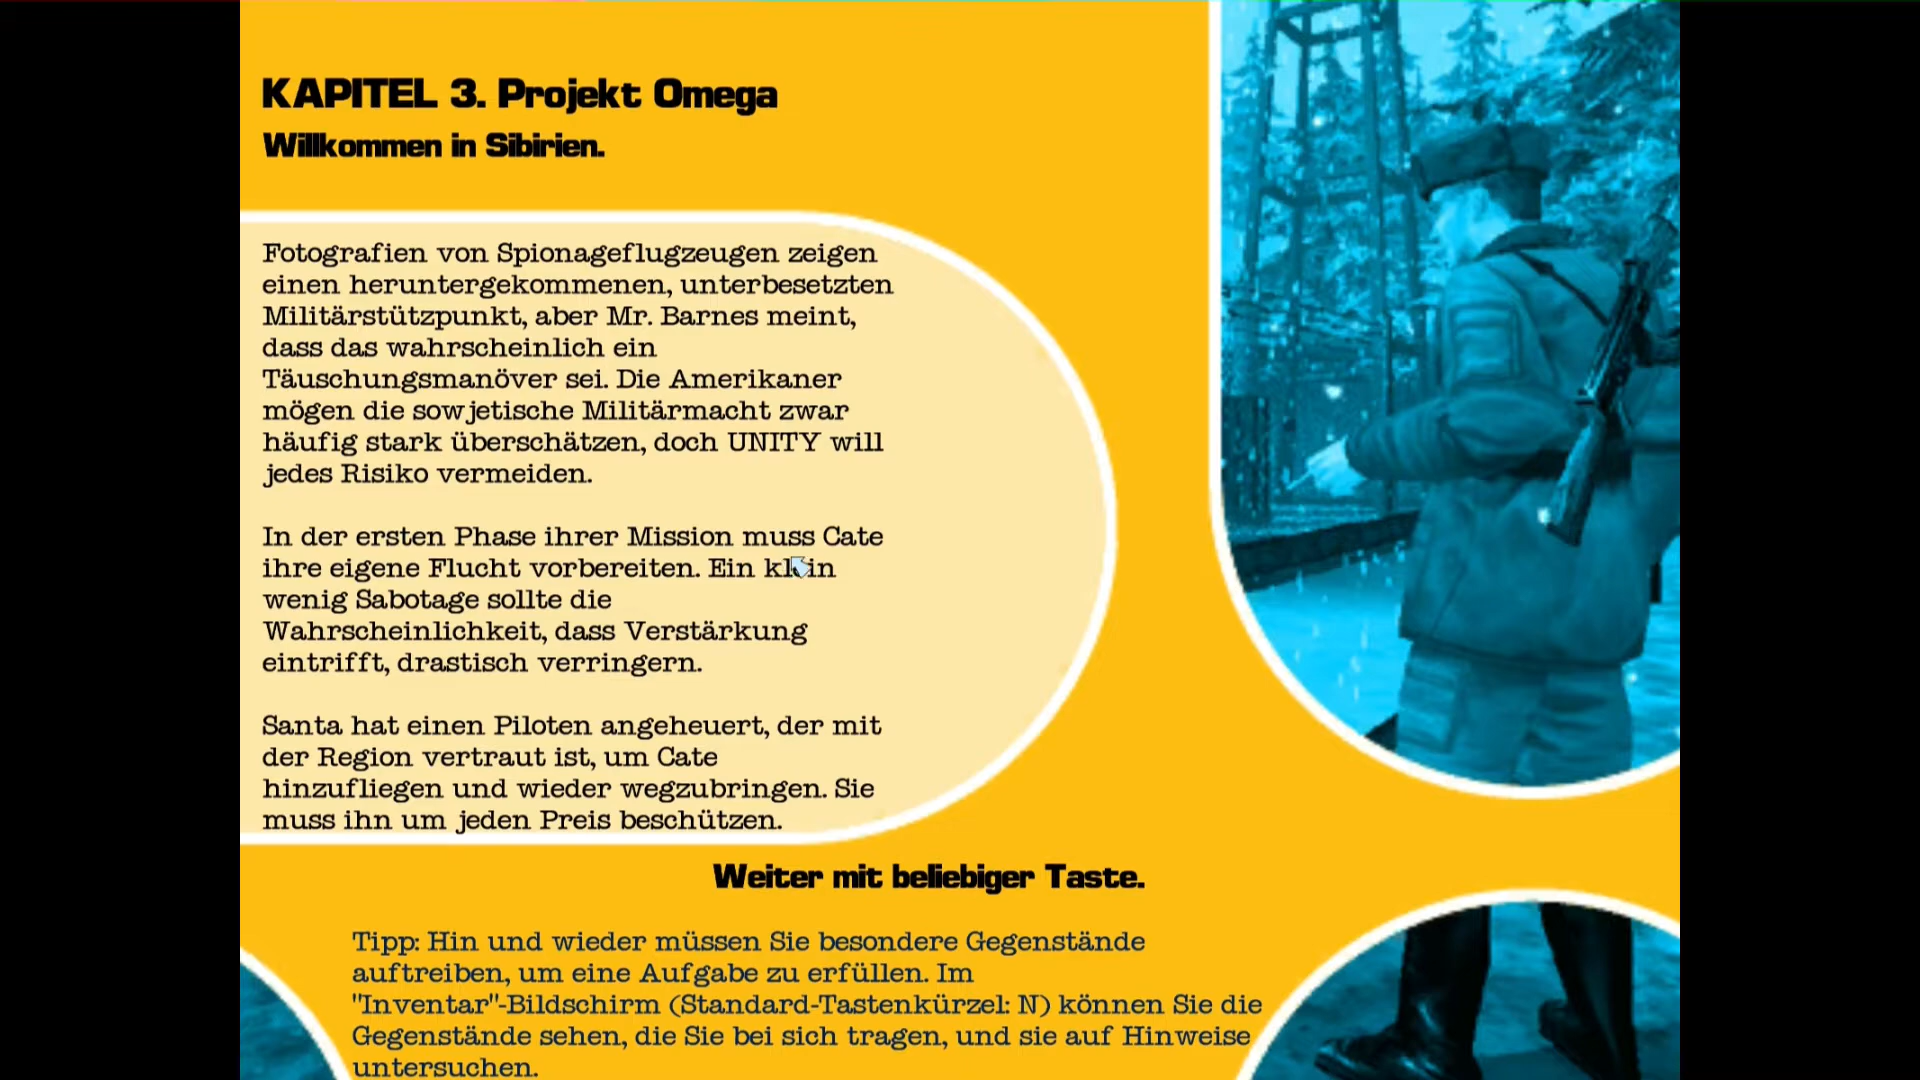 KAPITEL 3. Projekt Omega
Willkommen in Sibirien.
Fotografien von Spionageflugzeugen zeigen
einen heruntergekommenen, unterbesetzten
Militärstützpunkt, aber Mr. Barnes meint,
dass das wahrscheinlich ein
Täuschungsmanöver sei. Die Amerikaner
mögen die sowjetische Militärmacht zwar
häufig stark überschätzen, doch UNITY will
jedes Risiko vermeiden.
In der ersten Phase ihrer Mission muss Cate
ihre eigene Flucht vorbereiten. Ein klein
wenig Sabotage sollte die
Wahrscheinlichkeit, dass Verstärkung
eintrifft, drastisch verringern.
Santa hat einen Piloten angeheuert, der mit
der Region vertraut ist, um Cate
hinzufliegen und wieder wegzubringen. Sie
muss ihn um jeden Preis beschützen.
Weiter mit beliebiger Taste.
Tipp: Hin und wieder müssen Sie besondere Gegenstände
auftreiben, um eine Aufgabe zu erfüllen. Im
"Inventar"-Bildschirm (Standard-Tastenkürzel: N) können Sie die
Gegenstände sehen, die Sie bei sich tragen, und sie auf Hinweise
untersuchen.